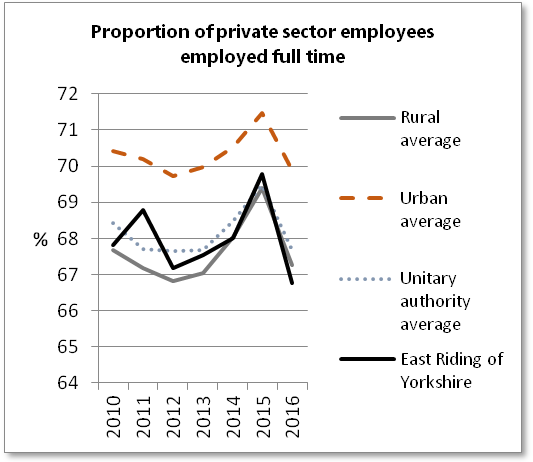 Proportion of private sector employees
employed full time
72
71
70
69
68
67
66
65
64
%
2010
2011
2012
2013
2014
2015
2016
Rural
average
Urban
average
Unitary
authority
average
East Riding of
Yorkshire